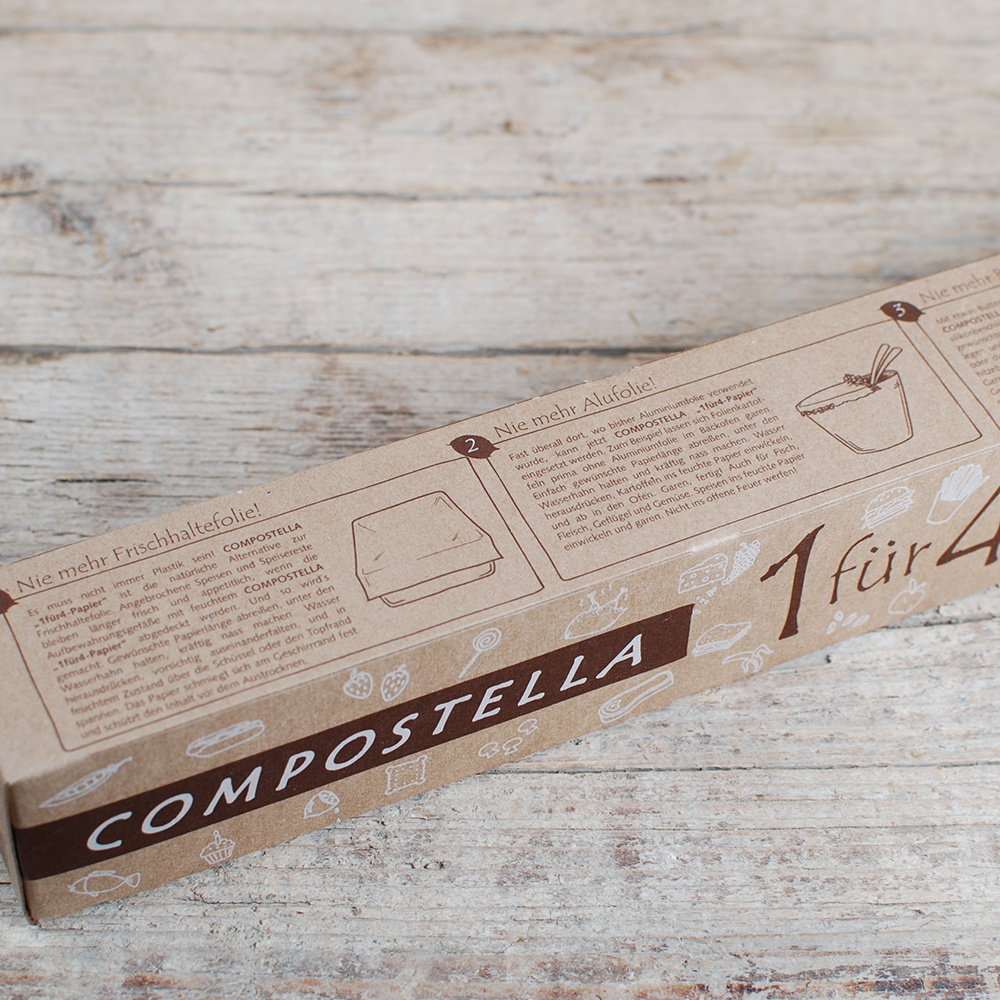 Nie mehr Frischhaltefolie!
Es muss nicht immer Plastik sein! COMPOSTELLA
„1für4-Papier“ ist die natürliche Alternative zur
Frischhaltefolie. Angebrochene Speisen und Speisereste
bleiben länger frisch und appetitlich, wenn die
Aufbewahrungsgefäße mit feuchtem COMPOSTELLA
„1für4-Papier“ abgedeckt werden. Und so wird's
gemacht: Gewünschte Papierlänge abreißen, unter den
Wasserhahn halten, kräftig nass machen. Wasser
herausdrücken, vorsichtig auseinanderfalten und in
feuchtem Zustand über die Schüssel oder den Topfrand
spannen. Das Papier schmiegt sich am Geschirrrand fest
und schützt den Inhalt vor dem Austrocknen.
2
Nie mehr Alufolie!
Fast überall dort, wo bisher Aluminiumfolie verwendet
wurde, kann jetzt COMPOSTELLA „1für4-Papier“
eingesetzt werden. Zum Beispiel lassen sich Folienkartof-
feln prima ohne Aluminiumfolie im Backofen garen.
Einfach gewünschte Papierlänge abreißen, unter den
Wasserhahn halten und kräftig nass machen. Wasser
herausdrücken, Kartoffeln ins feuchte Papier einwickeln,
und ab in den Ofen. Garen, fertig! Auch für Fisch,
Fleisch, Geflügel und Gemüse. Speisen ins feuchte Papier
einwickeln und garen. Nicht ins offene Feuer werfen!
3
Nie mehr
Mit etwas
COMPOSTELLA
COMPOSTELLA
1 für 4